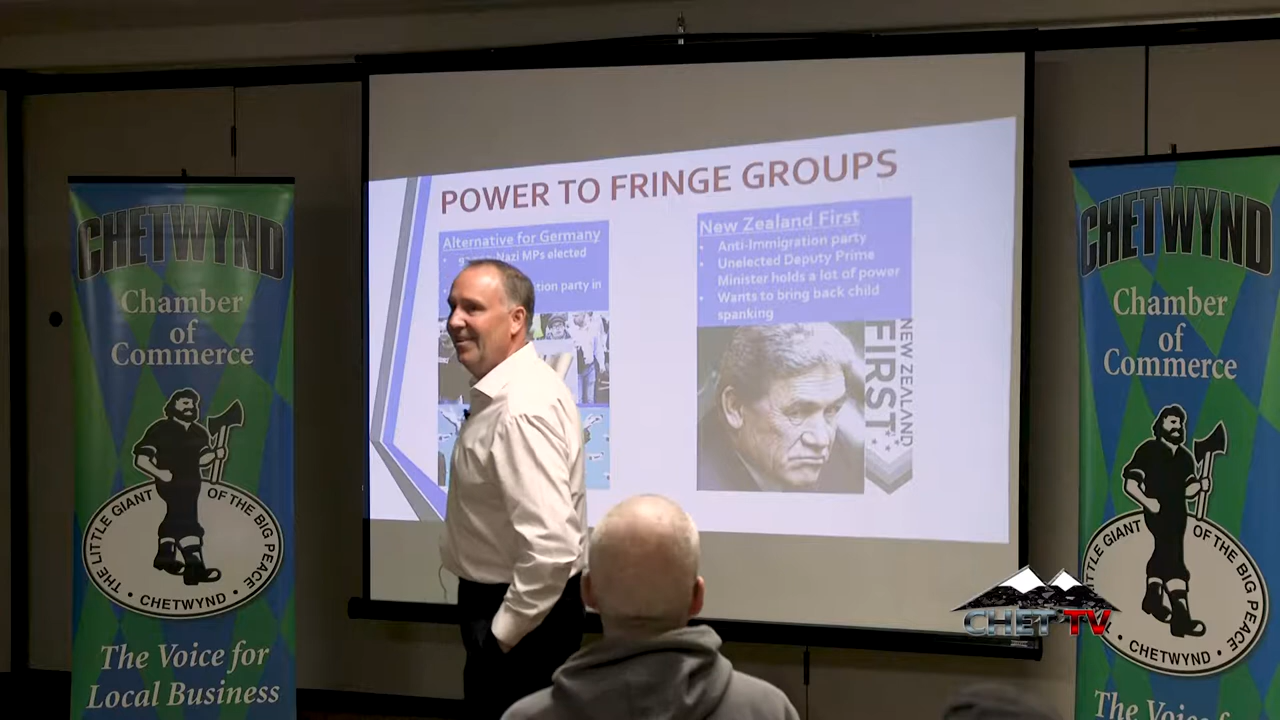 CHETWYND
Chamber
of
Commerce
THE LITTLE GIANT OF THE BIG PEACE
• CHETWYND •
The Voice for
Local Business
POWER TO FRINGE GROUPS
Alternative for Germany
Nazi MPs elected
party in
New Zealand First
• Anti-Immigration party
• Unelected Deputy Prime
Minister holds a lot of power
• Wants to bring back child
spanking
NEW ZEALAND
FIRST
CHETWYND
Chamber
of
Commerce
LITTLE GIANT OF THE BIG PEACE
• CHETWYND •
The Voice
CHET TV